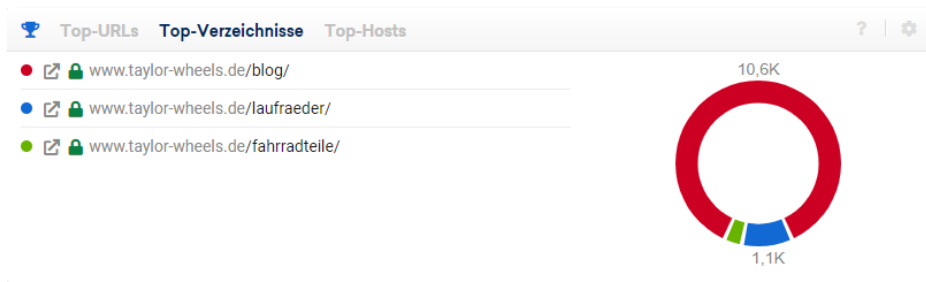 Top-URLs Top-Verzeichnisse Top-Hosts ?
www.taylor-wheels.de/blog/
www.taylor-wheels.de/laufraeder/
www.taylor-wheels.de/fahrradteile/
10,6K
1,1K